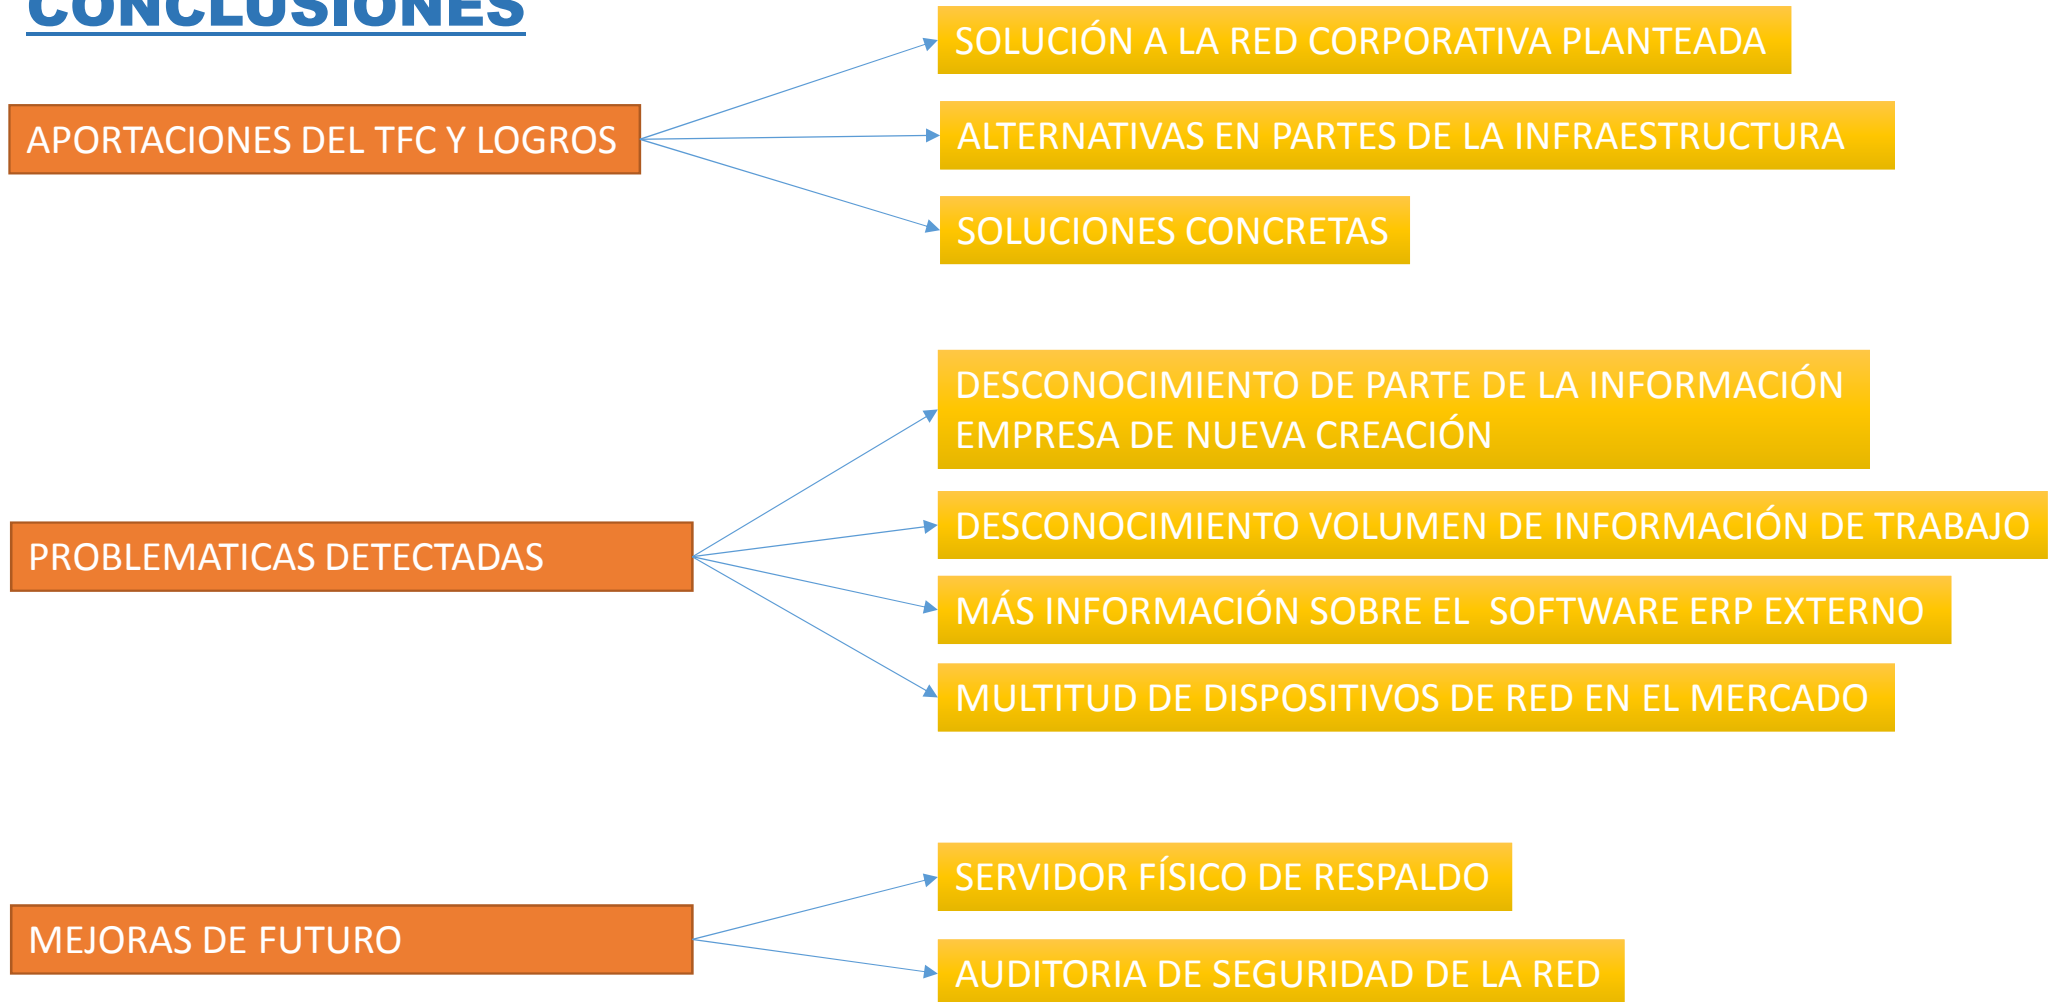 CONCLUSIONES
APORTACIONES DEL TFC Y LOGROS
SOLUCIÓN A LA RED CORPORATIVA PLANTEADA
ALTERNATIVAS EN PARTES DE LA INFRAESTRUCTURA
SOLUCIONES CONCRETAS
PROBLEMATICAS DETECTADAS
DESCONOCIMIENTO DE PARTE DE LA INFORMACIÓN
EMPRESA DE NUEVA CREACIÓN
DESCONOCIMIENTO VOLUMEN DE INFORMACIÓN DE TRABAJO
MÁS INFORMACIÓN SOBRE EL  SOFTWARE ERP EXTERNO
MULTITUD DE DISPOSITIVOS DE RED EN EL MERCADO
MEJORAS DE FUTURO
SERVIDOR FÍSICO DE RESPALDO
AUDITORIA DE SEGURIDAD DE LA RED